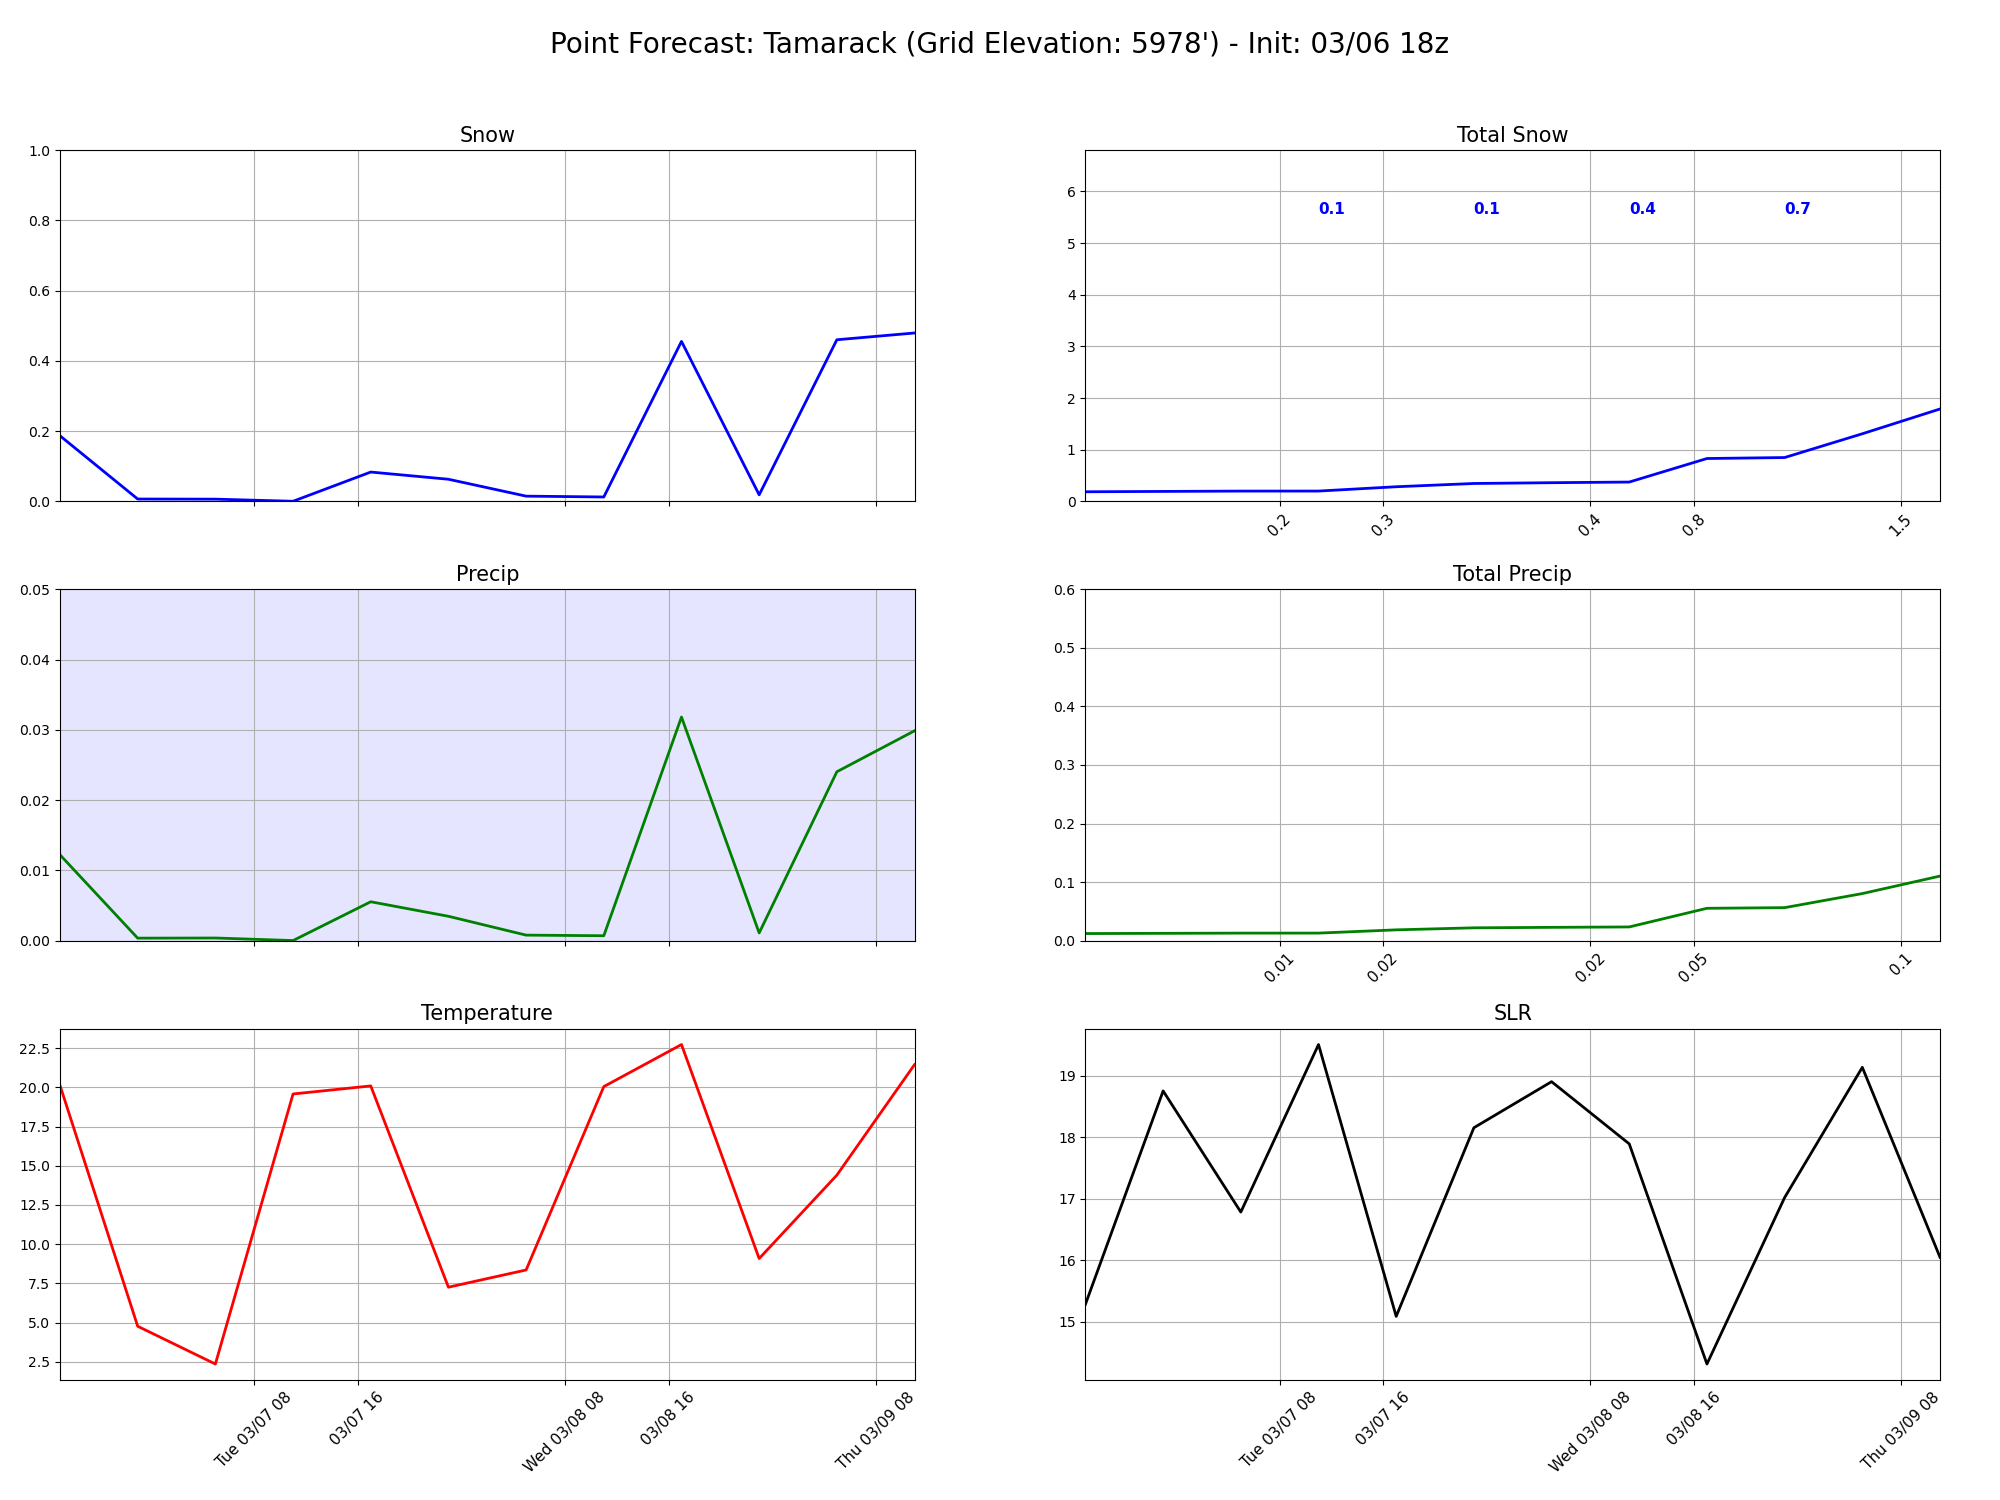 Point Forecast: Tamarack (Grid Elevation: 5978') - Init: 03/06 18z
Snow
1.0
0.8
0.6
0.4
0.2
0.0
Total Snow
6
5
4
3
2
1
0
0.1 0.1 0.4 0.7
0.2 0.3 0.4 0.8 1.5
Precip
0.05
0.04
0.03
0.02
0.01
0.00
Total Precip
0.6
0.5
0.4
0.3
0.2
0.1
0.0
0.01 0.02 0.02 0.05 0.1
Temperature
22.5
20.0
17.5
15.0
12.5
10.0
7.5
5.0
2.5
Tue 03/07 08
03/07 16
Wed 03/08 08
03/08 16
Thu 03/09 08
SLR
19
18
17
16
15
Tue 03/07 08
03/07 16
Wed 03/08 08
03/08 16
Thu 03/09 08